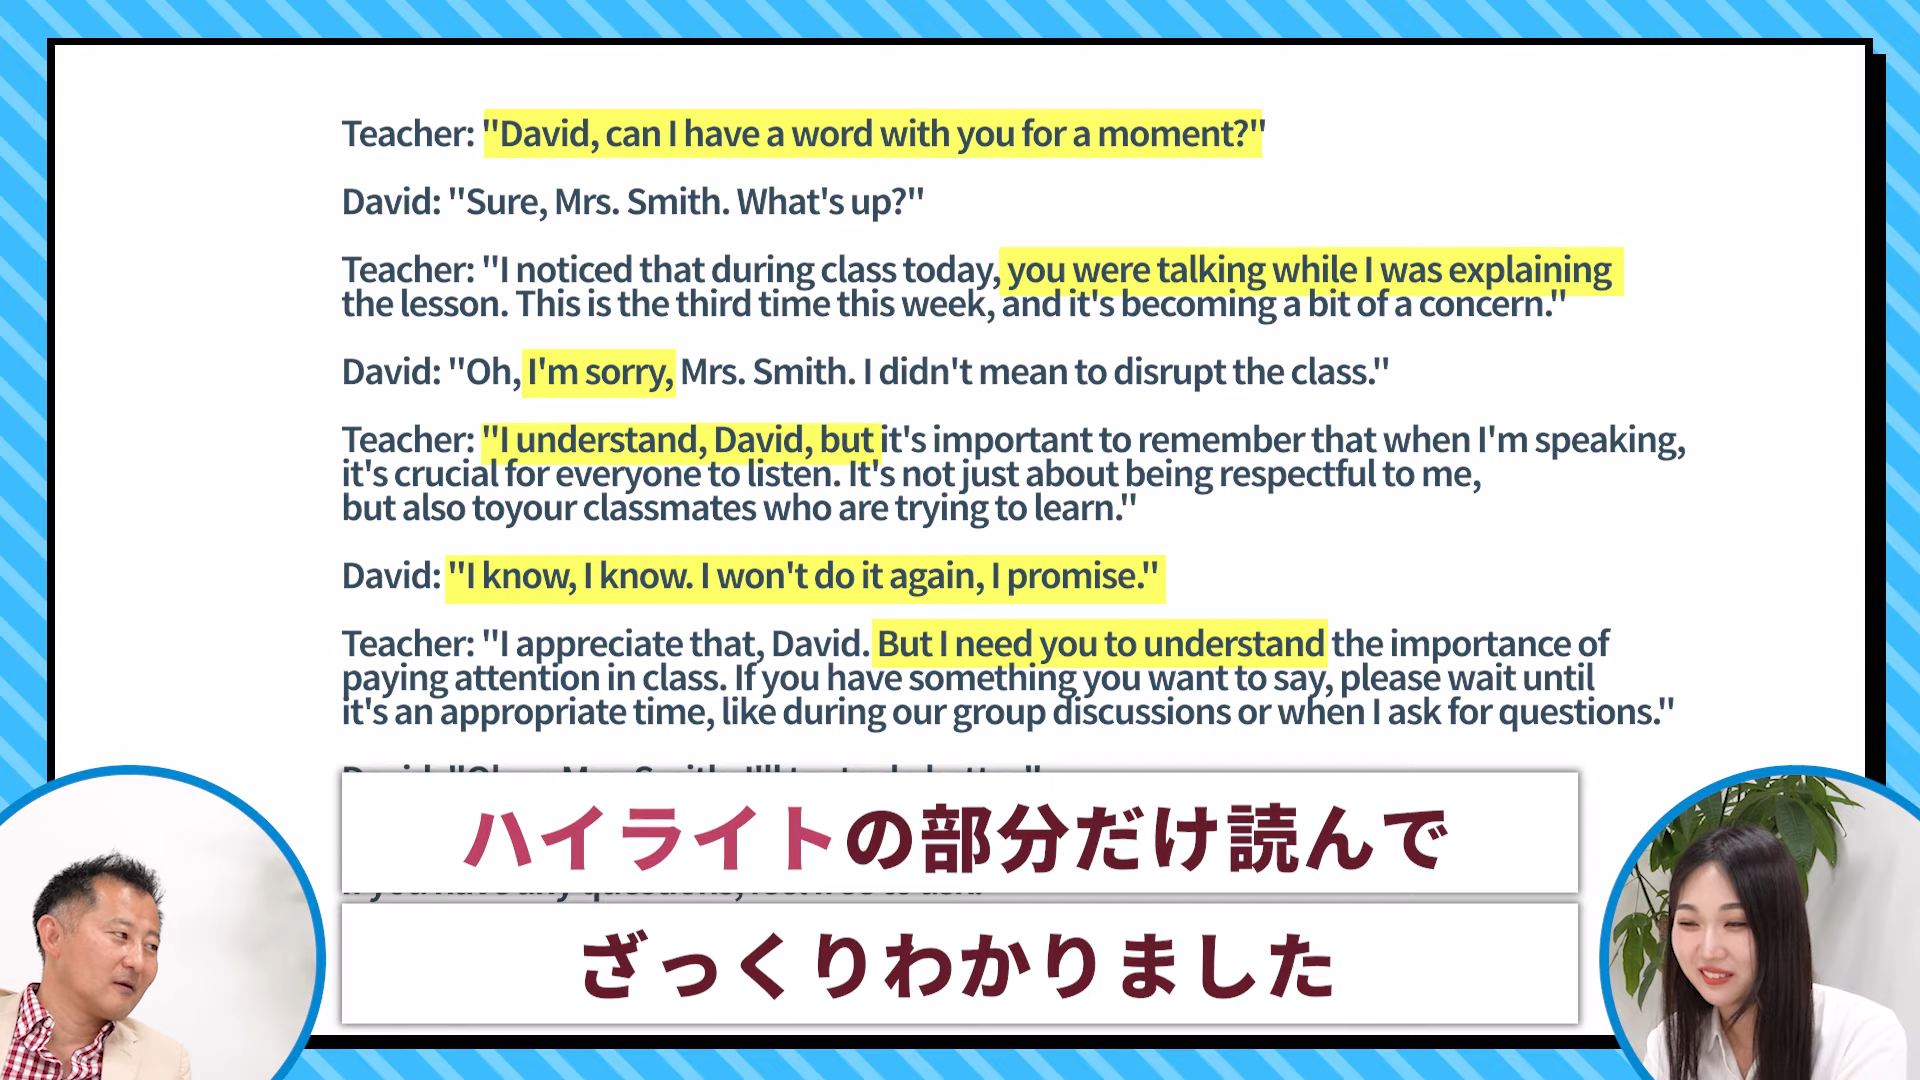 Teacher: "David, can I have a word with you for a moment?"
David: "Sure, Mrs. Smith. What's up?"
Teacher: "I noticed that during class today, you were talking while I was explaining
the lesson. This is the third time this week, and it's becoming a bit of a concern."
David: "Oh, I'm sorry, Mrs. Smith. I didn't mean to disrupt the class."
Teacher: "I understand, David, but it's important to remember that when I'm speaking,
it's crucial for everyone to listen. It's not just about being respectful to me,
but also toyour classmates who are trying to learn."
David: "I know, I know. I won't do it again, I promise."
Teacher: "I appreciate that, David. But I need you to understand the importance of
paying attention in class. If you have something you want to say, please wait until
it's an appropriate time, like during our group discussions or when I ask for questions."
ハイライトの部分だけ読んで
ざっくりわかりました